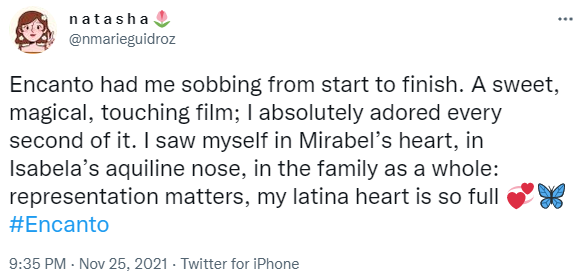 n a t a s h a 🌷
@nmarieguidroz
Encanto had me sobbing from start to finish. A sweet,
magical, touching film; I absolutely adored every
second of it. I saw myself in Mirabel’s heart, in
Isabela’s aquiline nose, in the family as a whole:
representation matters, my latina heart is so full 💞🦋
#Encanto
9:35 PM · Nov 25, 2021 · Twitter for iPhone